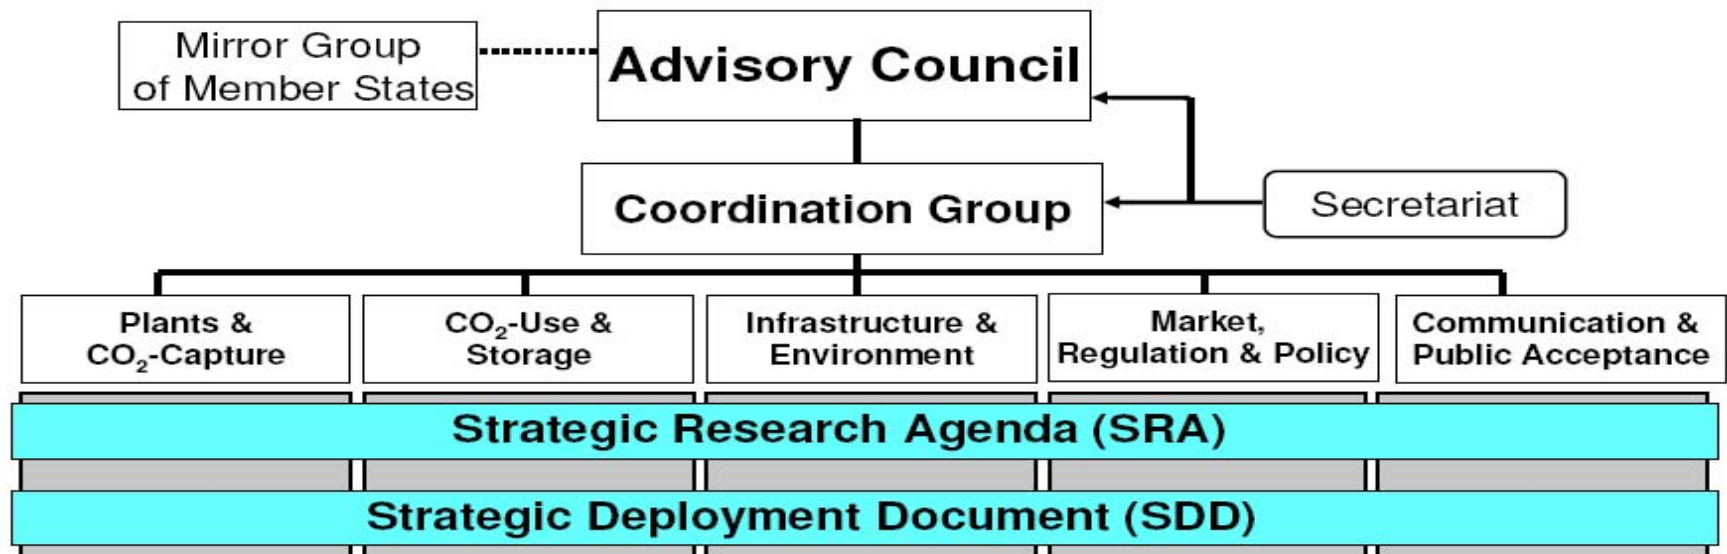 Mirror Group
of Member States
Advisory Council
Coordination Group
Secretariat
Plants &
CO₂-Capture
CO₂-Use &
Storage
Infrastructure &
Environment
Market,
Regulation & Policy
Communication &
Public Acceptance
Strategic Research Agenda (SRA)
Strategic Deployment Document (SDD)